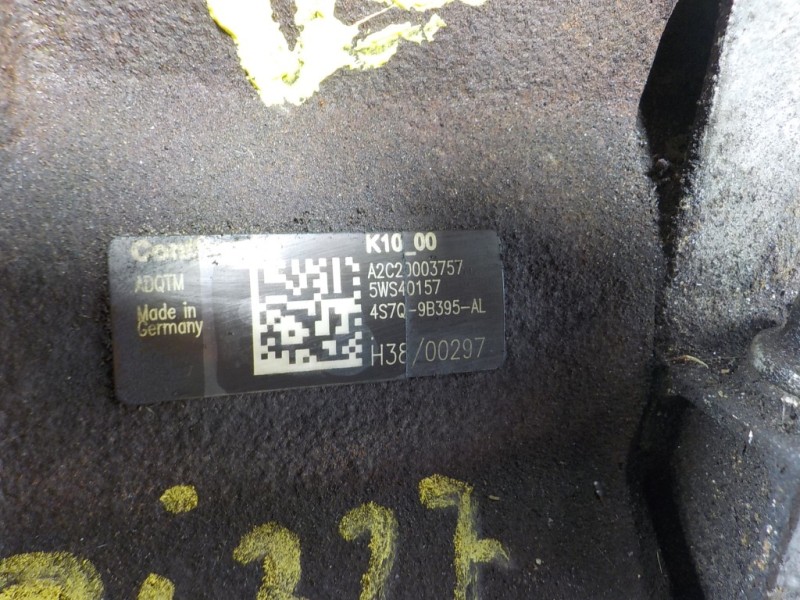 K10_00
ADQTM
A2C20003757
5WS40157
Made in
Germany
4S7Q-9B395-AL
H38/00297